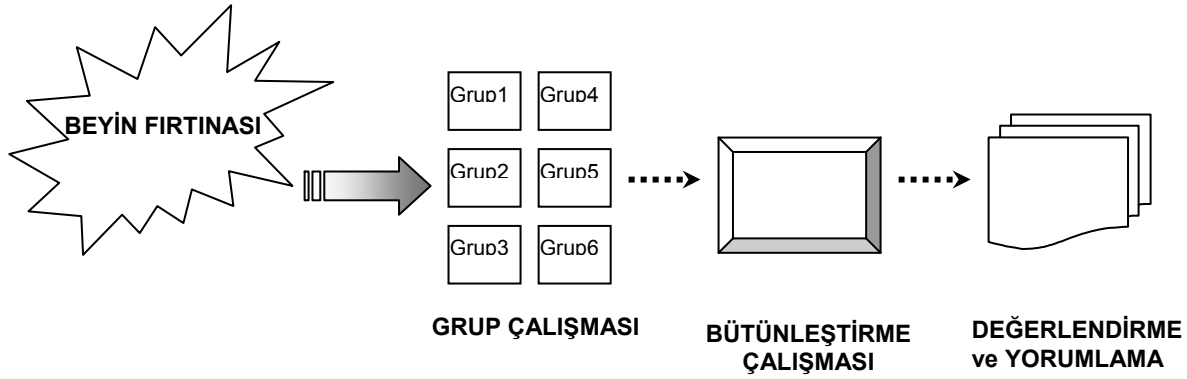 BEYİN FIRTINASI
Grup1
Grup4
Grup2
Grup5
Grup3
Grup6
GRUP ÇALIŞMASI
BÜTÜNLEŞTİRME
ÇALIŞMASI
DEĞERLENDİRME
ve YORUMLAMA